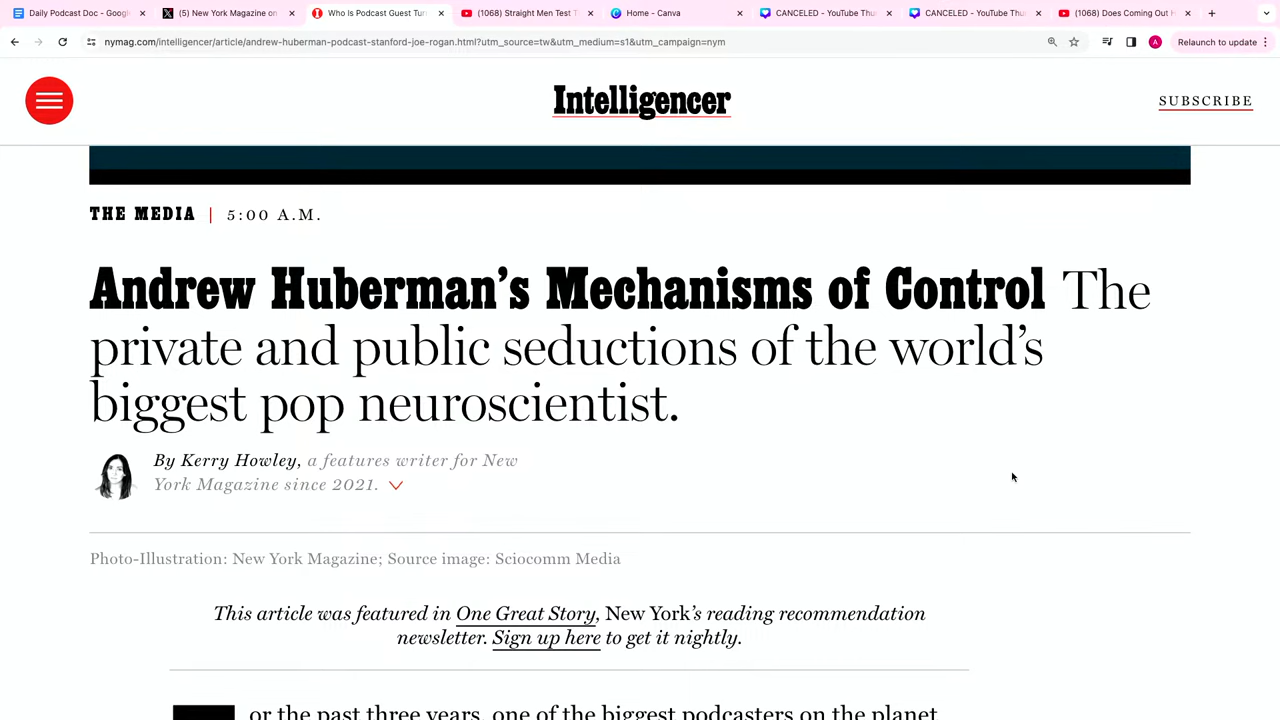 Daily Podcast Doc - Googl
(5) New York Magazine on
Who Is Podcast Guest Tur
(1068) Straight Men Test T
Home - Canva
CANCELED - YouTube Thu
CANCELED - YouTube Thu
(1068) Does Coming Out H
nymag.com/intelligencer/article/andrew-huberman-podcast-stanford-joe-rogan.html?utm_source=tw&utm_medium=s1&utm_campaign=nym
A
Relaunch to update
Intelligencer
SUBSCRIBE
THE MEDIA | 5:00 A.M.
Andrew Huberman's Mechanisms of Control The
private and public seductions of the world's
biggest pop neuroscientist.
By Kerry Howley, a features writer for New
York Magazine since 2021.
Photo-Illustration: New York Magazine; Source image: Sciocomm Media
This article was featured in One Great Story, New York's reading recommendation
newsletter. Sign up here to get it nightly.
or the past three years, one of the biggest podcasters on the planet